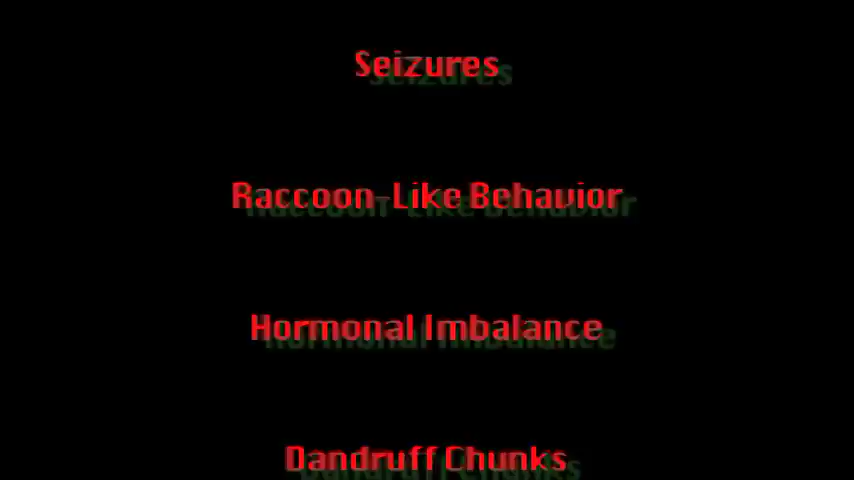 Seizures
Raccoon-Like Behavior
Hormonal Imbalance
Dandruff Chunks